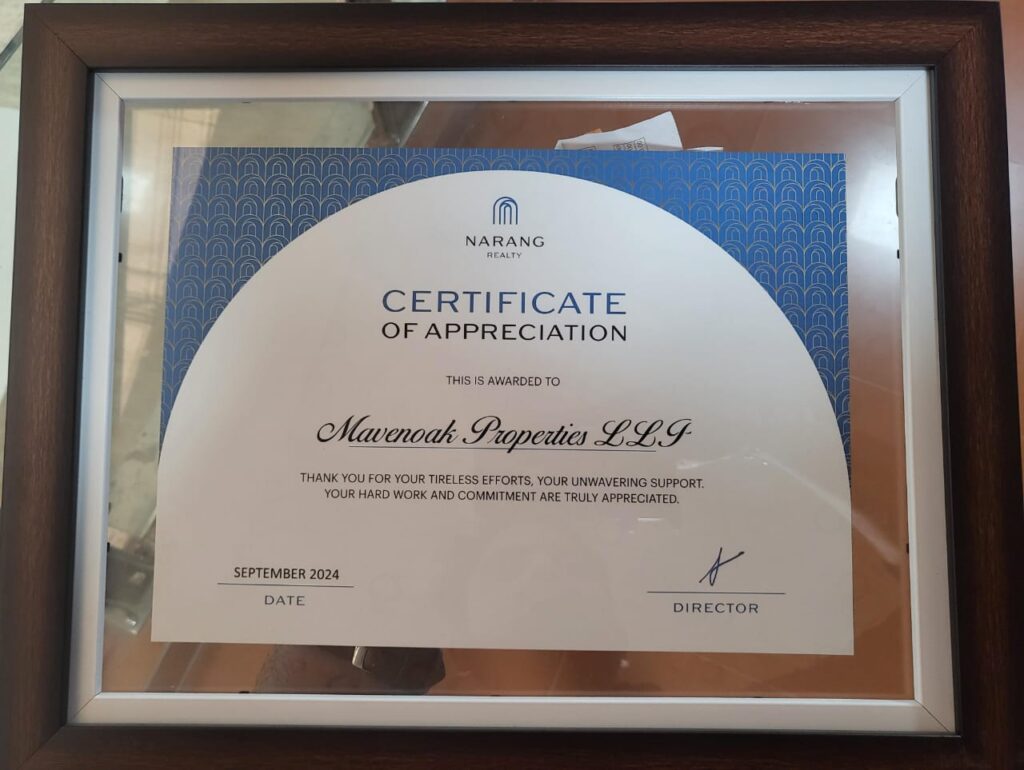 NARANG
REALTY
CERTIFICATE
OF APPRECIATION
THIS IS AWARDED TO
Mavenoak Properties LLP
THANK YOU FOR YOUR TIRELESS EFFORTS, YOUR UNWAVERING SUPPORT.
YOUR HARD WORK AND COMMITMENT ARE TRULY APPRECIATED.
SEPTEMBER 2024
DATE
DIRECTOR